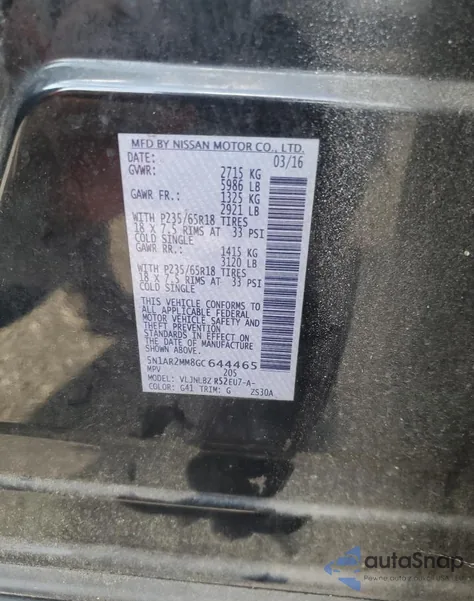 MFD BY NISSAN MOTOR CO., LTD.
DATE: 03/16
GVWR: 2715 KG
5986 LB
GAWR FR.: 1325 KG
2921 LB
WITH P235/65R18 TIRES
18 X 7.5 RIMS AT 33 PSI
COLD SINGLE
GAWR RR.: 1415 KG
3120 LB
WITH P235/65R18 TIRES
18 X 7.5 RIMS AT 33 PSI
COLD SINGLE
THIS VEHICLE CONFORMS TO
ALL APPLICABLE FEDERAL
MOTOR VEHICLE SAFETY AND
THEFT PREVENTION
STANDARDS IN EFFECT ON
THE DATE OF MANUFACTURE
SHOWN ABOVE.
5N1AR2MM8GC644465
MPV 205
MODEL: VLJNLBZ R52EU7-A-
COLOR: G41 TRIM: G ZS30A
autoSnap